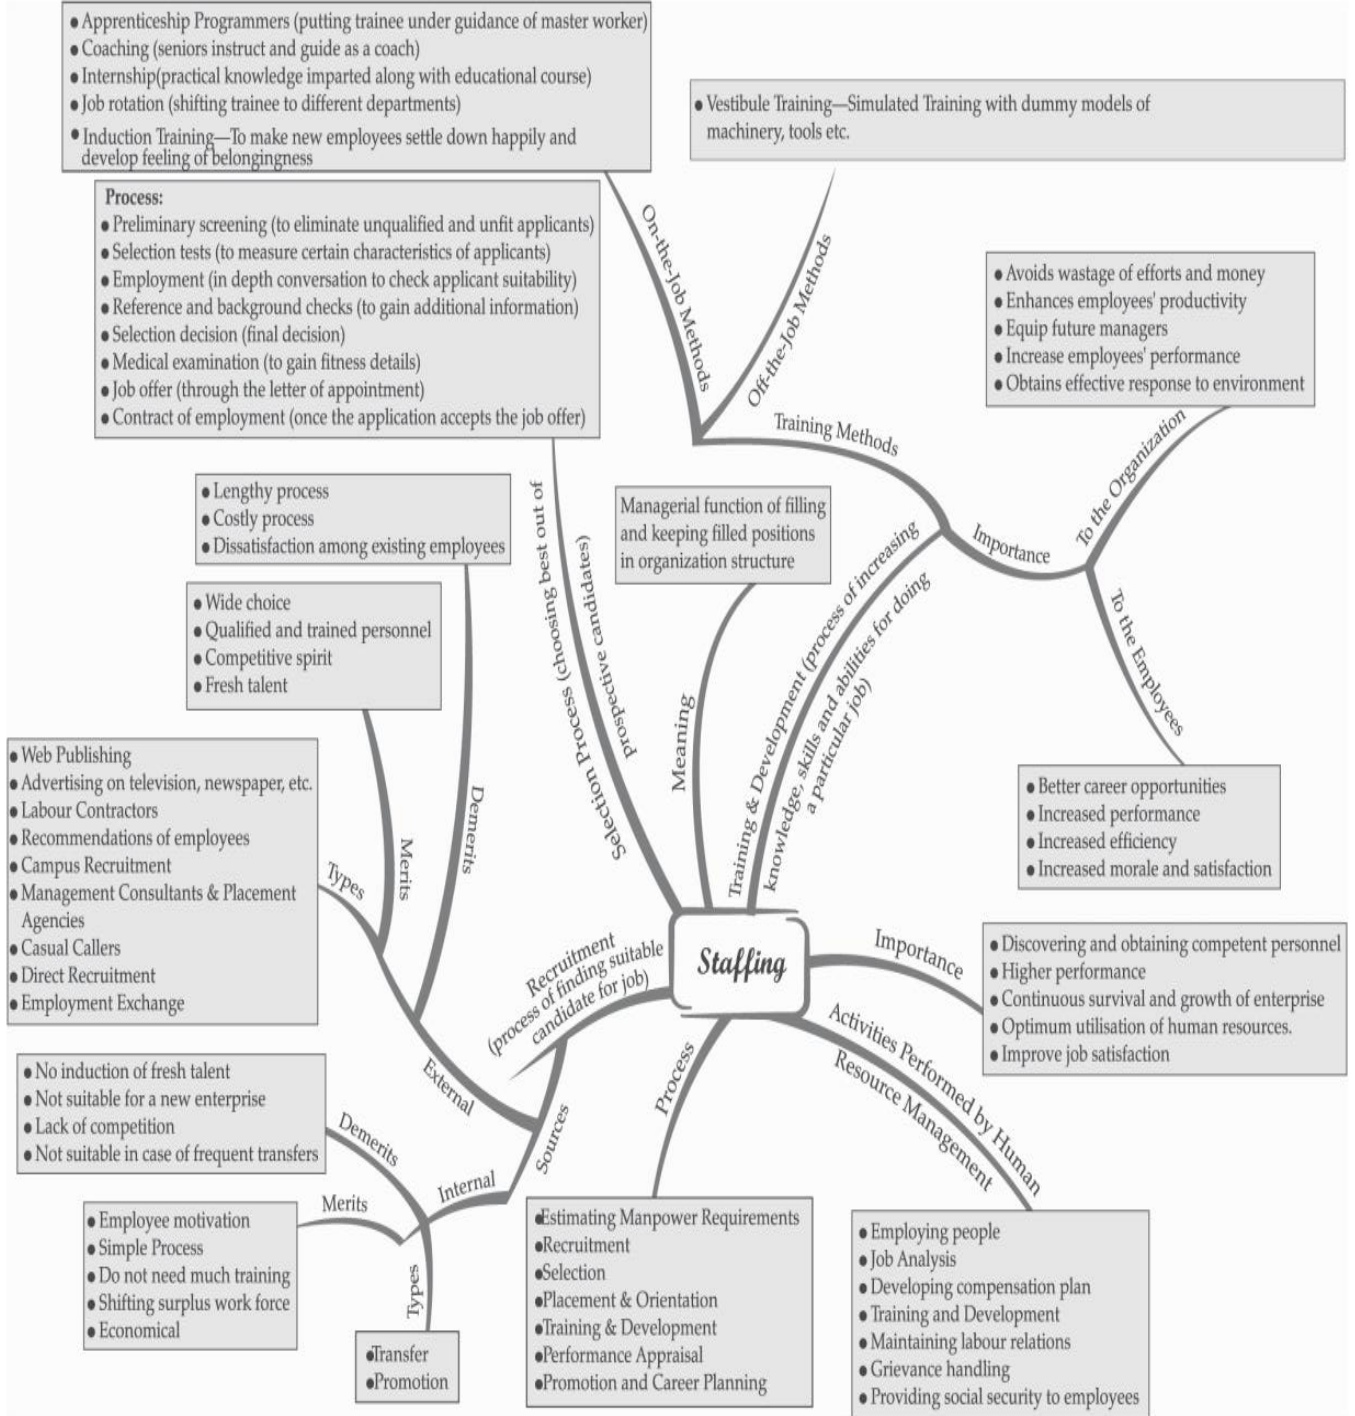 ● Apprenticeship Programmers (putting trainee under guidance of master worker)
● Coaching (seniors instruct and guide as a coach)
● Internship(practical knowledge imparted along with educational course)
● Job rotation (shifting trainee to different departments)
● Induction Training—To make new employees settle down happily and
develop feeling of belongingness
● Vestibule Training—Simulated Training with dummy models of
machinery, tools etc.
Process:
● Preliminary screening (to eliminate unqualified and unfit applicants)
● Selection tests (to measure certain characteristics of applicants)
● Employment (in depth conversation to check applicant suitability)
● Reference and background checks (to gain additional information)
● Selection decision (final decision)
● Medical examination (to gain fitness details)
● Job offer (through the letter of appointment)
● Contract of employment (once the application accepts the job offer)
On-the-Job Methods
Off-the-Job Methods
● Avoids wastage of efforts and money
● Enhances employees' productivity
● Equip future managers
● Increase employees' performance
● Obtains effective response to environment
Training Methods
To the Organization
Importance
To the Employees
● Lengthy process
● Costly process
● Dissatisfaction among existing employees
Selection Process (choosing best out of
prospective candidates)
Managerial function of filling
and keeping filled positions
in organization structure
Meaning
Training & Development (process of increasing
knowledge, skills and abilities for doing
a particular job)
● Wide choice
● Qualified and trained personnel
● Competitive spirit
● Fresh talent
● Better career opportunities
● Increased performance
● Increased efficiency
● Increased morale and satisfaction
● Web Publishing
● Advertising on television, newspaper, etc.
● Labour Contractors
● Recommendations of employees
● Campus Recruitment
● Management Consultants & Placement
Agencies
● Casual Callers
● Direct Recruitment
● Employment Exchange
Types
Merits
Demerits
Staffing
Recruitment
(process of finding suitable
candidate for job)
Importance
● Discovering and obtaining competent personnel
● Higher performance
● Continuous survival and growth of enterprise
● Optimum utilisation of human resources.
● Improve job satisfaction
Activities Performed by Human
Resource Management
Process
External
Sources
Internal
● No induction of fresh talent
● Not suitable for a new enterprise
● Lack of competition
● Not suitable in case of frequent transfers
Demerits
Merits
Types
● Employee motivation
● Simple Process
● Do not need much training
● Shifting surplus work force
● Economical
●Transfer
●Promotion
●Estimating Manpower Requirements
●Recruitment
●Selection
●Placement & Orientation
●Training & Development
●Performance Appraisal
●Promotion and Career Planning
● Employing people
● Job Analysis
● Developing compensation plan
● Training and Development
● Maintaining labour relations
● Grievance handling
● Providing social security to employees